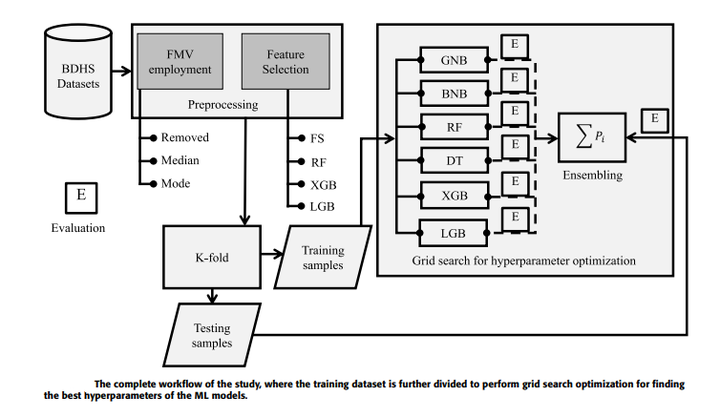 BDHS
Datasets
FMV
employment
Feature
Selection
Preprocessing
Removed
Median
Mode
FS
RF
XGB
LGB
E
Evaluation
K-fold
Training
samples
Testing
samples
GNB
E
BNB
E
RF
E
DT
E
XGB
E
LGB
E
∑ Pi
E
Ensembling
Grid search for hyperparameter optimization
The complete workflow of the study, where the training dataset is further divided to perform grid search optimization for finding
the best hyperparameters of the ML models.